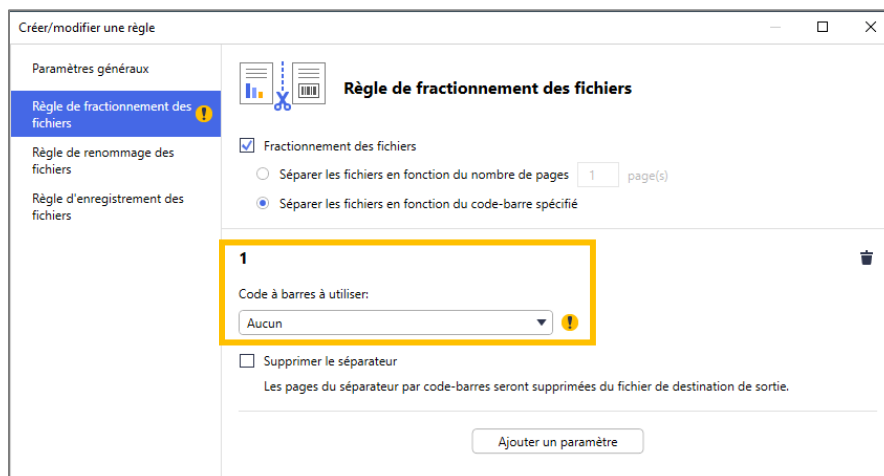 Créer/modifier une règle
Paramètres généraux
Règle de fractionnement des
fichiers
Règle de renommage des
fichiers
Règle d'enregistrement des
fichiers
Règle de fractionnement des fichiers
Fractionnement des fichiers
Séparer les fichiers en fonction du nombre de pages 1 page(s)
Séparer les fichiers en fonction du code-barre spécifié
1
Code à barres à utiliser:
Aucun
Supprimer le séparateur
Les pages du séparateur par code-barres seront supprimées du fichier de destination de sortie.
Ajouter un paramètre